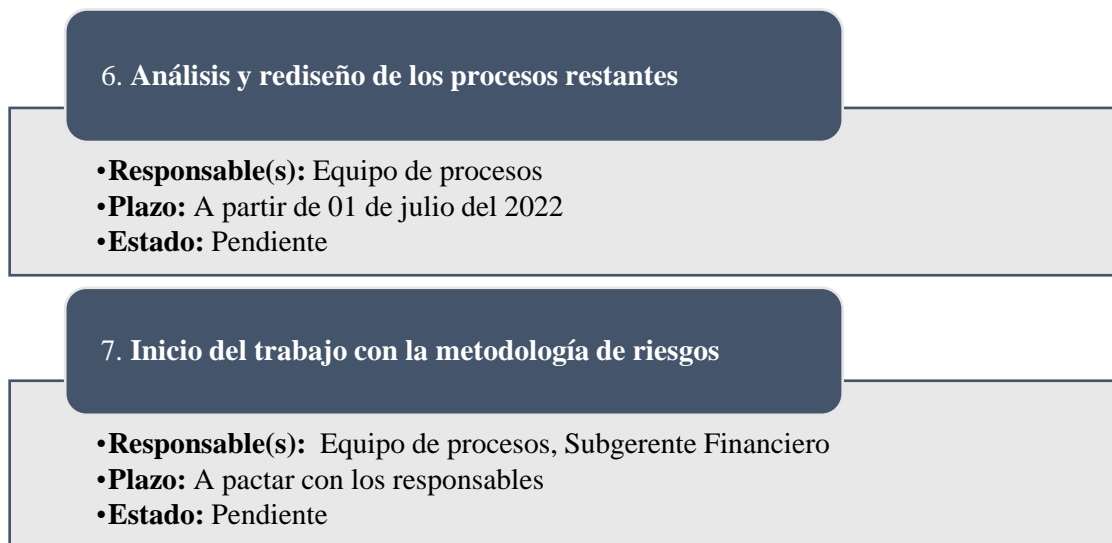 6. Análisis y rediseño de los procesos restantes
•Responsable(s): Equipo de procesos
•Plazo: A partir de 01 de julio del 2022
•Estado: Pendiente
7. Inicio del trabajo con la metodología de riesgos
•Responsable(s):  Equipo de procesos, Subgerente Financiero
•Plazo: A pactar con los responsables
•Estado: Pendiente